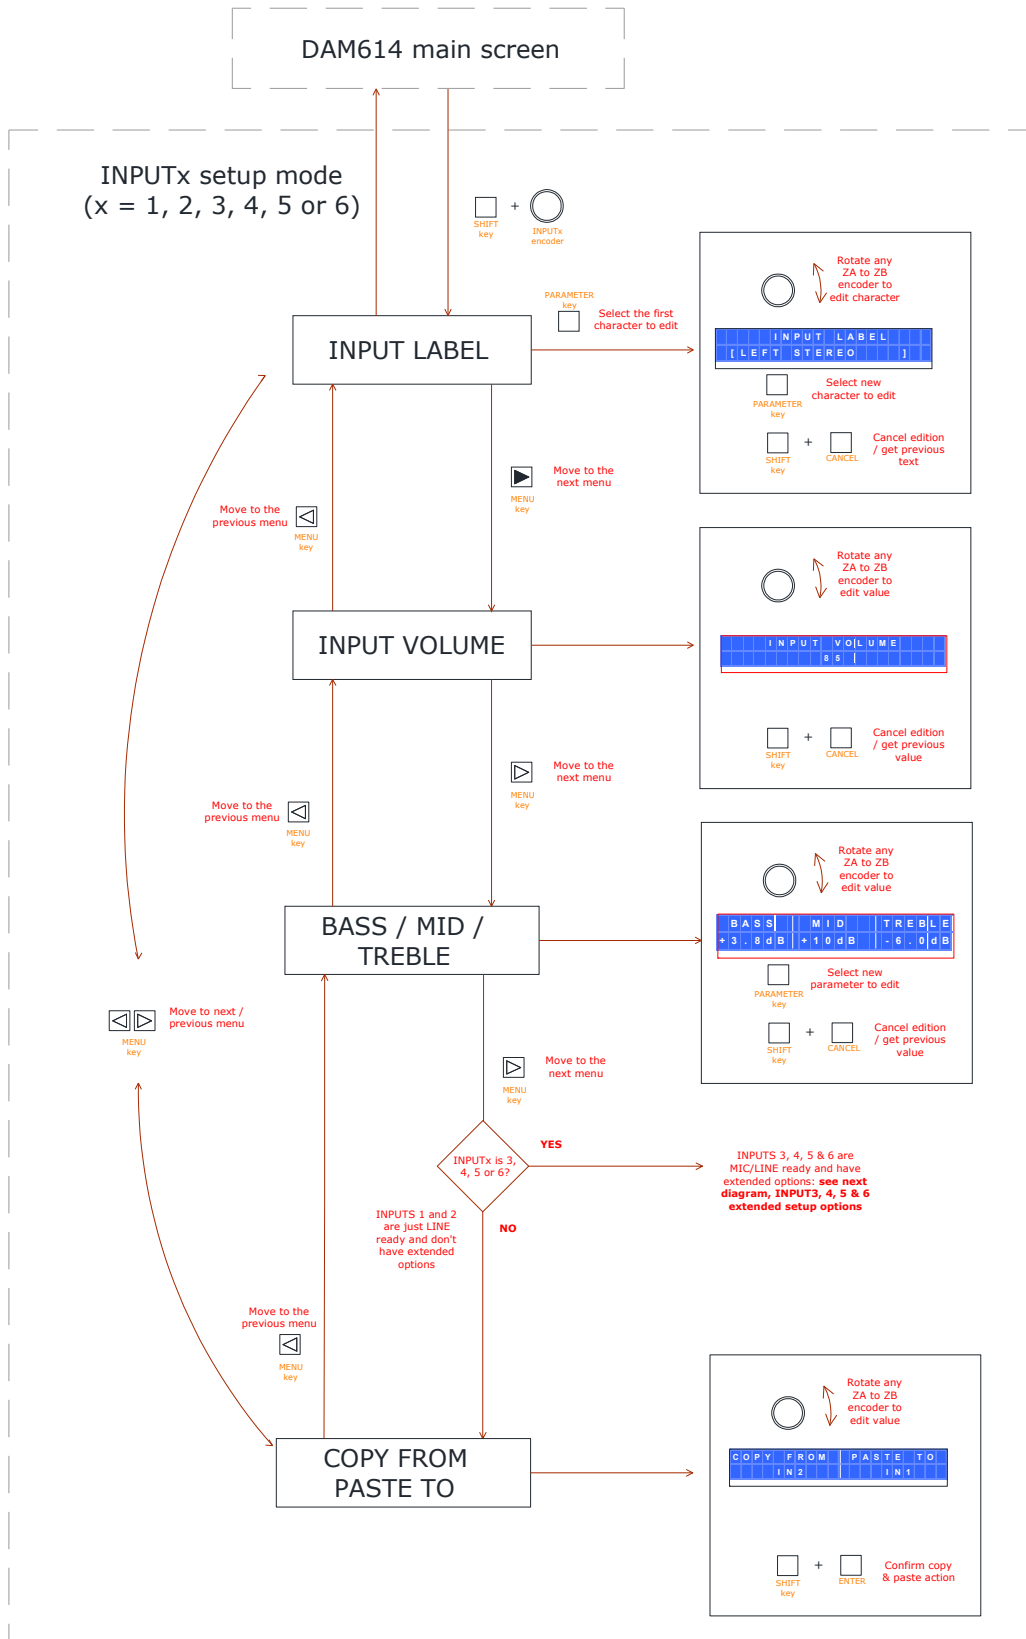 DAM614 main screen
INPUTx setup mode
(x = 1, 2, 3, 4, 5 or 6)
+
SHIFT
key
INPUTx
encoder
INPUT LABEL
PARAMETER
key
Select the first
character to edit
Rotate any
ZA to ZB
encoder to
edit character
INPUT LABEL
[LEFT STEREO ]
PARAMETER
key
Select new
character to edit
+
SHIFT
key
CANCEL
Cancel edition
/ get previous
text
Move to the
next menu
MENU
key
Move to the
previous menu
MENU
key
INPUT VOLUME
Rotate any
ZA to ZB
encoder to
edit value
INPUT VOLUME
85
+
SHIFT
key
CANCEL
Cancel edition
/ get previous
value
Move to the
next menu
MENU
key
Move to the
previous menu
MENU
key
BASS / MID /
TREBLE
Rotate any
ZA to ZB
encoder to
edit value
BASS MID TREBLE
+3.8dB +10dB -6.0dB
PARAMETER
key
Select new
parameter to edit
+
SHIFT
key
CANCEL
Cancel edition
/ get previous
value
Move to next /
previous menu
MENU
key
Move to the
next menu
MENU
key
INPUTx is 3,
4, 5 or 6?
YES
INPUTS 3, 4, 5 & 6 are
MIC/LINE ready and have
extended options: see next
diagram, INPUT3, 4, 5 & 6
extended setup options
INPUTS 1 and 2
are just LINE
ready and don't
have extended
options
NO
Move to the
previous menu
MENU
key
COPY FROM
PASTE TO
Rotate any
ZA to ZB
encoder to
edit value
COPY FROM PASTE TO
IN2 IN1
+
SHIFT
key
ENTER
Confirm copy
& paste action